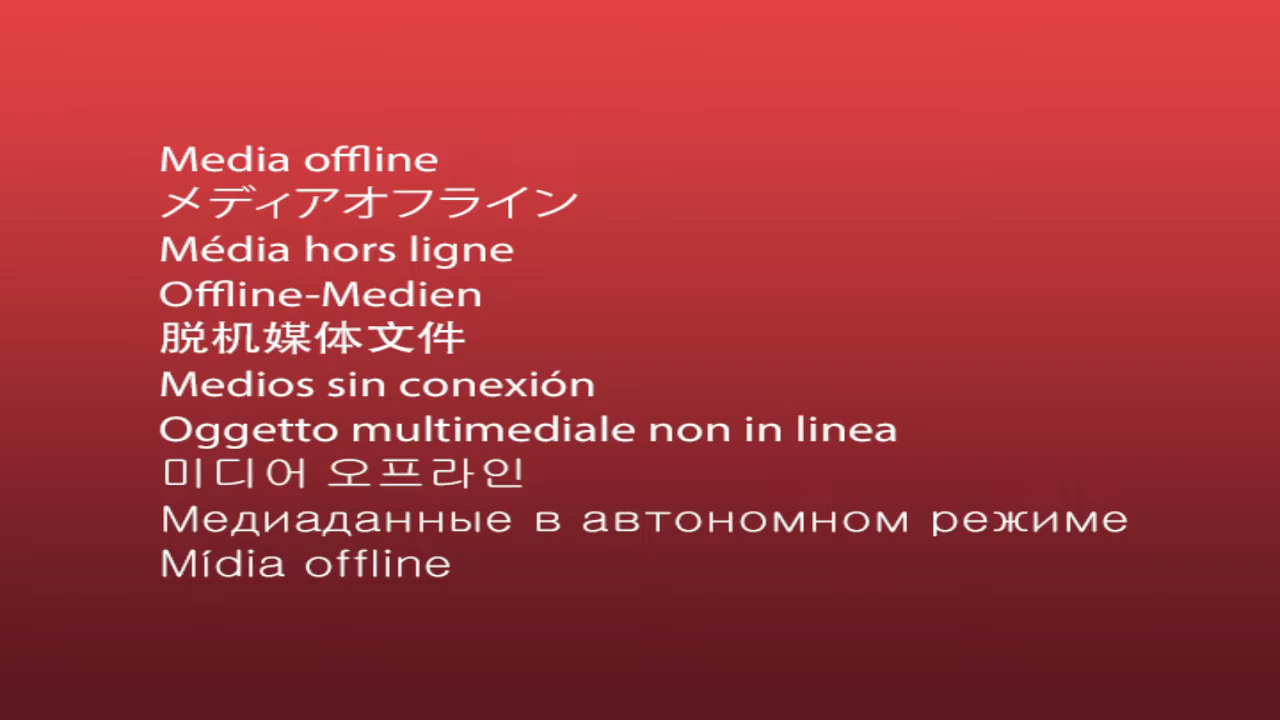 Media offline
メディアオフライン
Média hors ligne
Offline-Medien
脱机媒体文件
Medios sin conexión
Oggetto multimediale non in linea
미디어 오프라인
Медиаданные в автономном режиме
Mídia offline